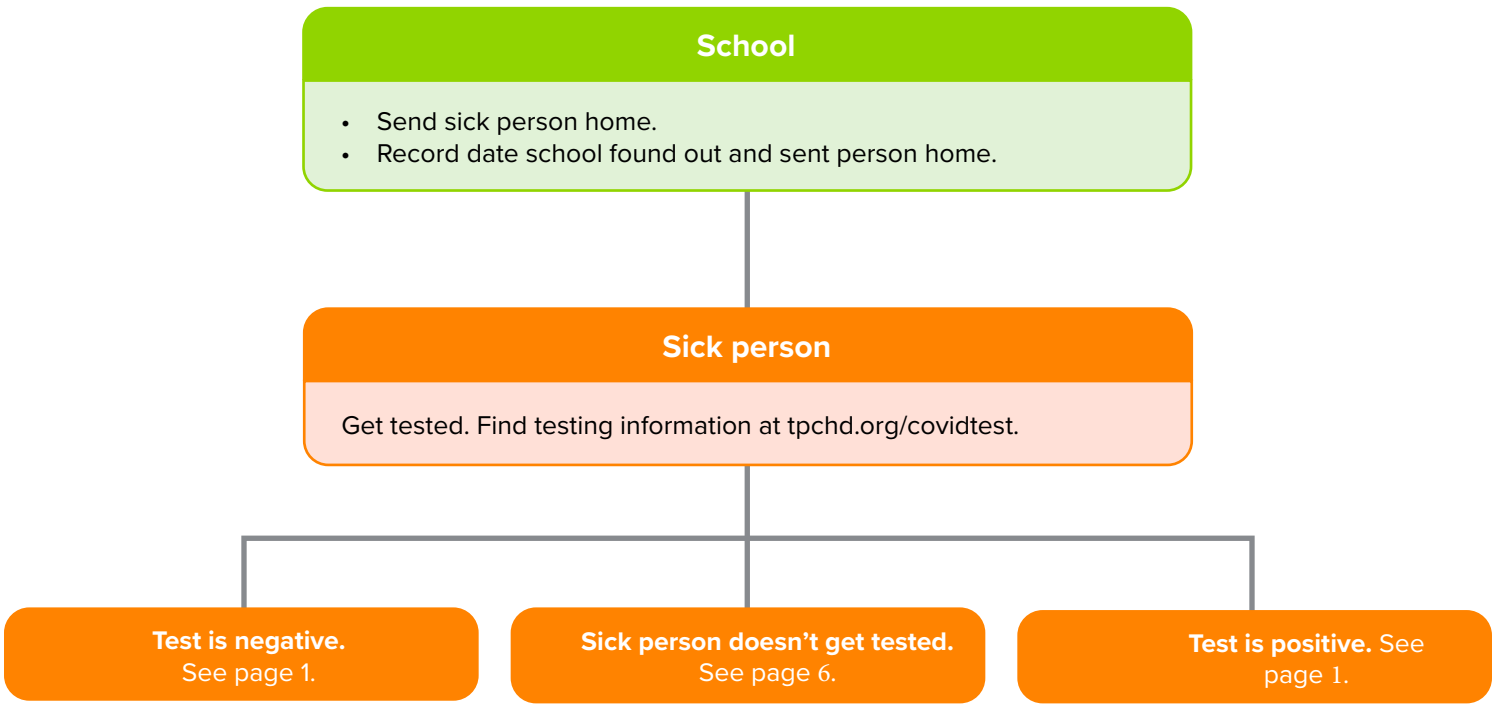 School
• Send sick person home.
• Record date school found out and sent person home.
Sick person
Get tested. Find testing information at tpchd.org/covidtest.
Test is negative.
See page 1.
Sick person doesn’t get tested.
See page 6.
Test is positive. See
page 1.